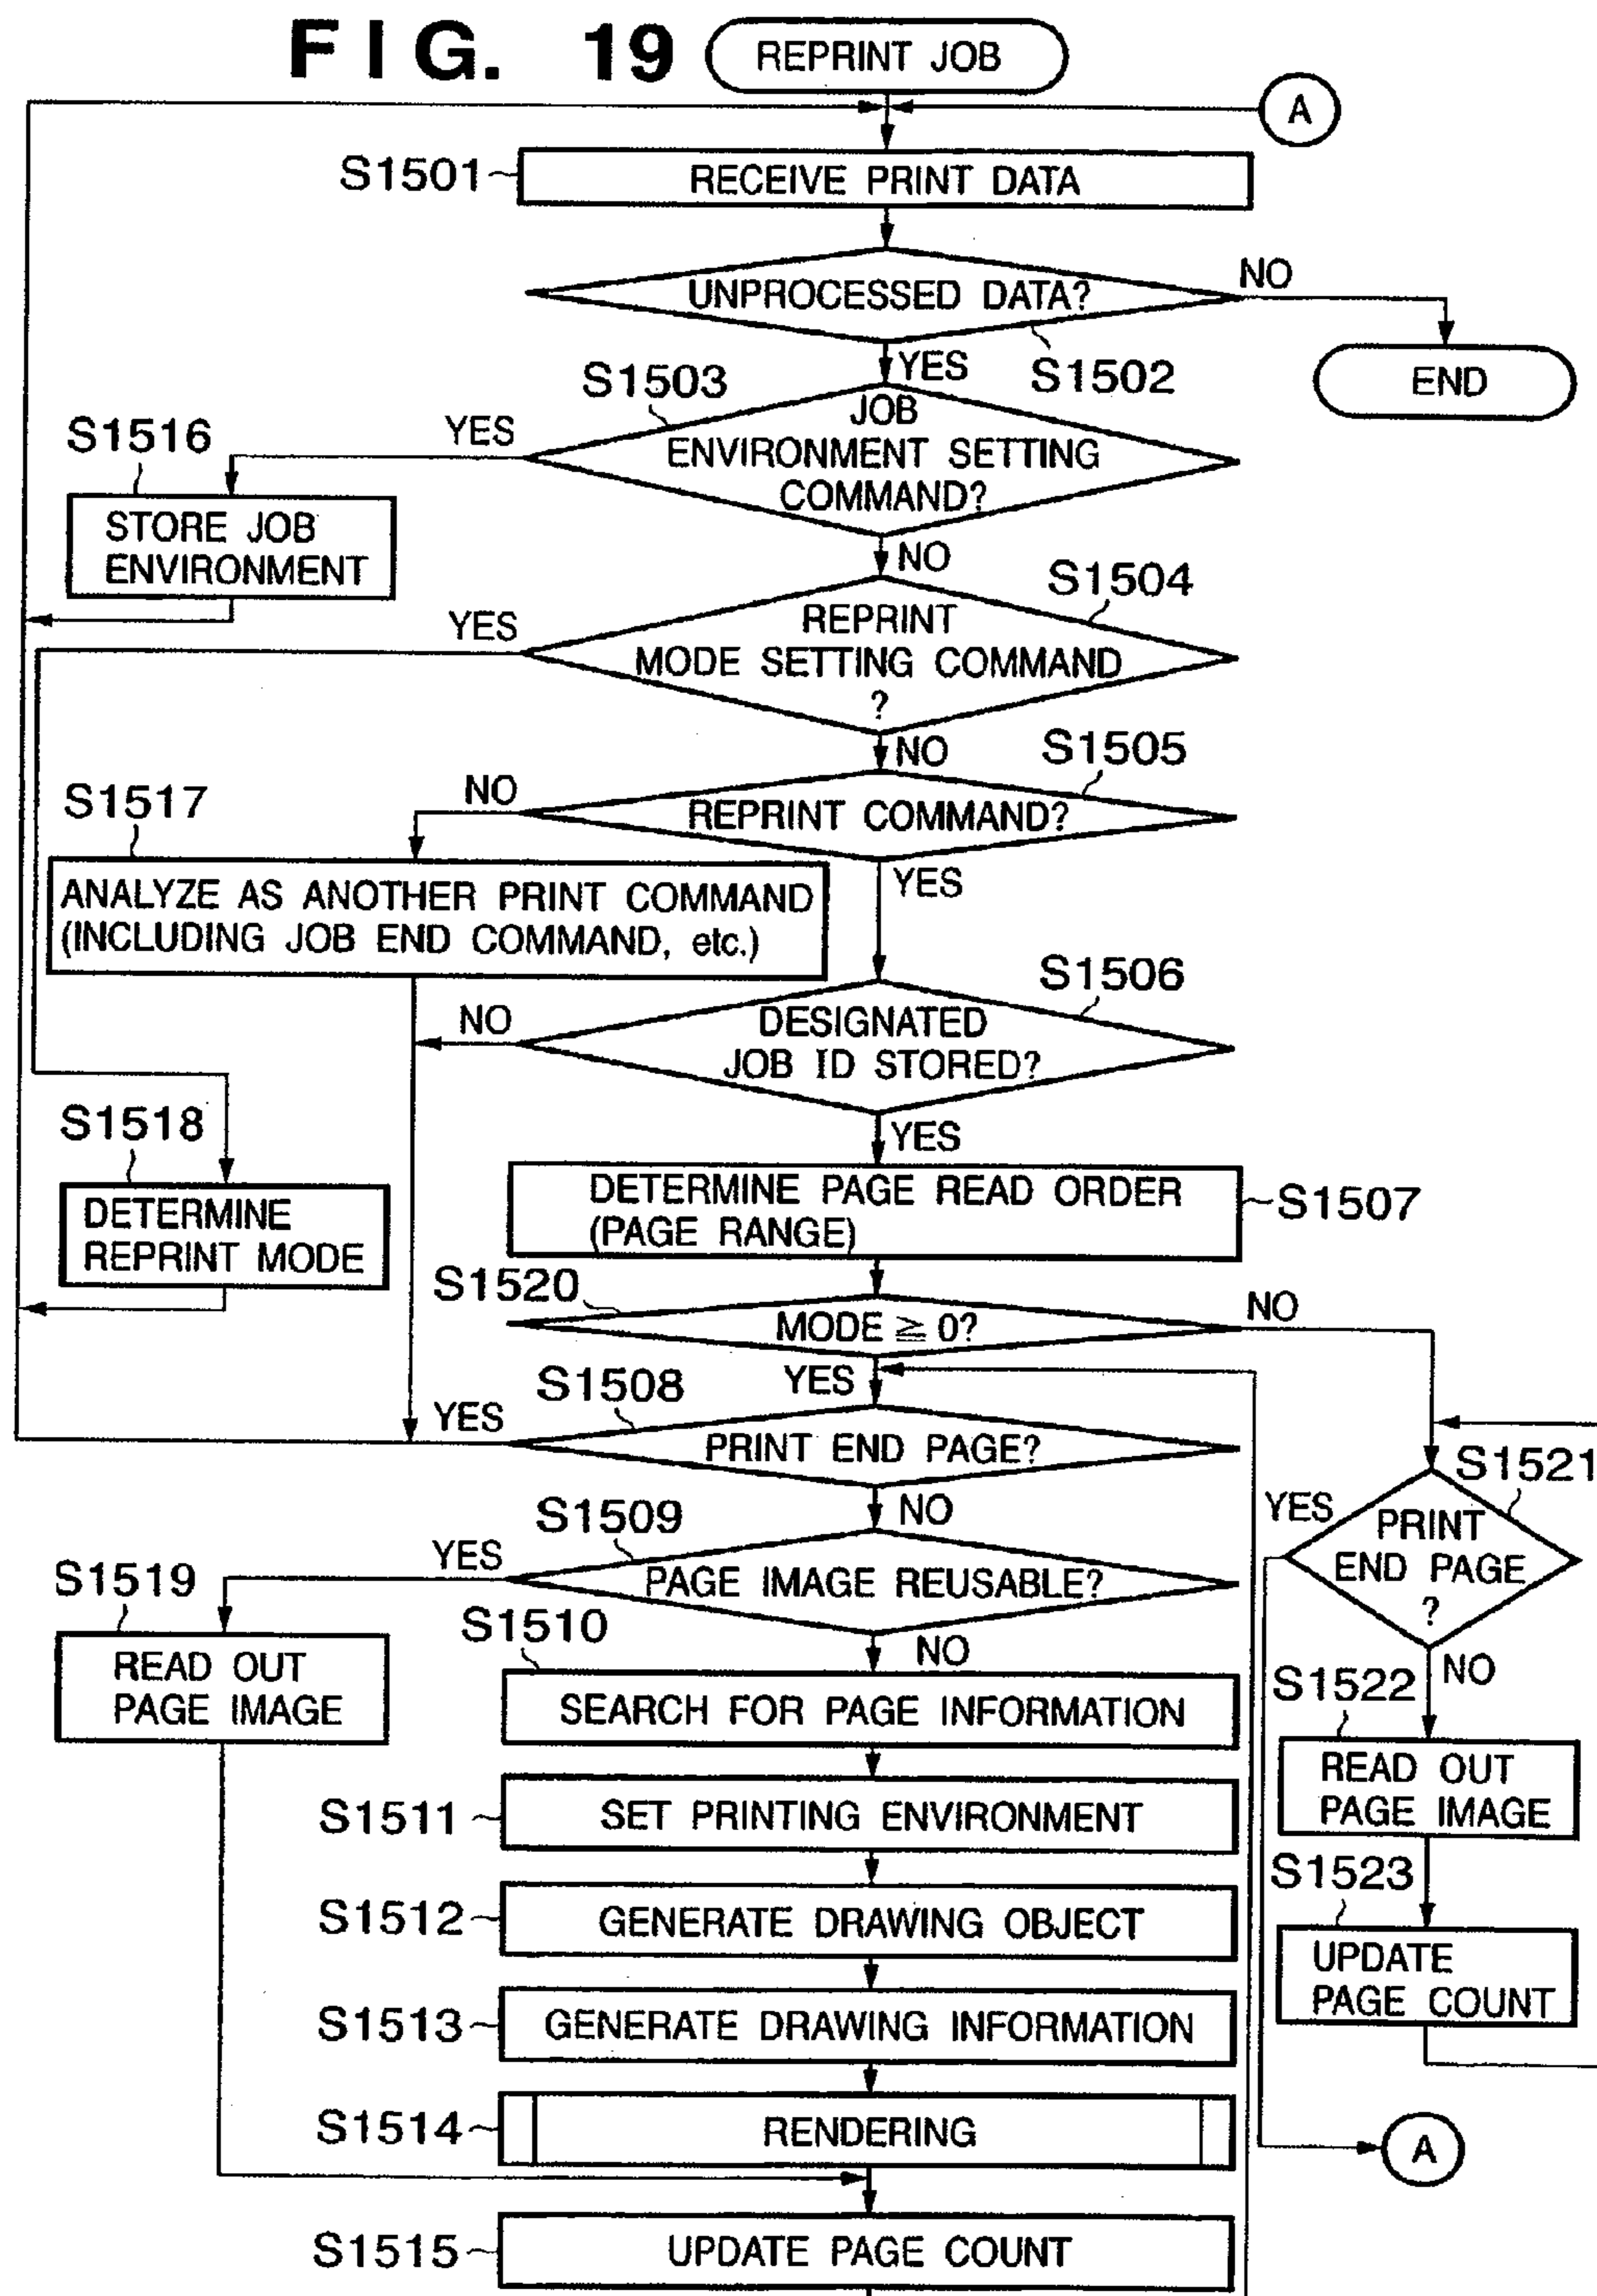 FIG. 19
REPRINT JOB
A
S1501
RECEIVE PRINT DATA
UNPROCESSED DATA?
NO
S1502
YES
END
S1503
JOB
ENVIRONMENT SETTING
COMMAND?
YES
S1516
STORE JOB
ENVIRONMENT
NO
S1504
REPRINT
MODE SETTING COMMAND
?
YES
NO
S1505
REPRINT COMMAND?
NO
S1517
ANALYZE AS ANOTHER PRINT COMMAND
(INCLUDING JOB END COMMAND, etc.)
YES
S1506
DESIGNATED
JOB ID STORED?
NO
YES
S1518
DETERMINE
REPRINT MODE
DETERMINE PAGE READ ORDER
(PAGE RANGE)
S1507
S1520
MODE ≧ 0?
NO
YES
S1508
YES
PRINT END PAGE?
S1521
YES
PRINT
END PAGE
?
NO
S1509
YES
PAGE IMAGE REUSABLE?
S1519
READ OUT
PAGE IMAGE
S1510
NO
SEARCH FOR PAGE INFORMATION
NO
S1522
READ OUT
PAGE IMAGE
S1511
SET PRINTING ENVIRONMENT
S1523
UPDATE
PAGE COUNT
S1512
GENERATE DRAWING OBJECT
S1513
GENERATE DRAWING INFORMATION
S1514
RENDERING
A
S1515
UPDATE PAGE COUNT